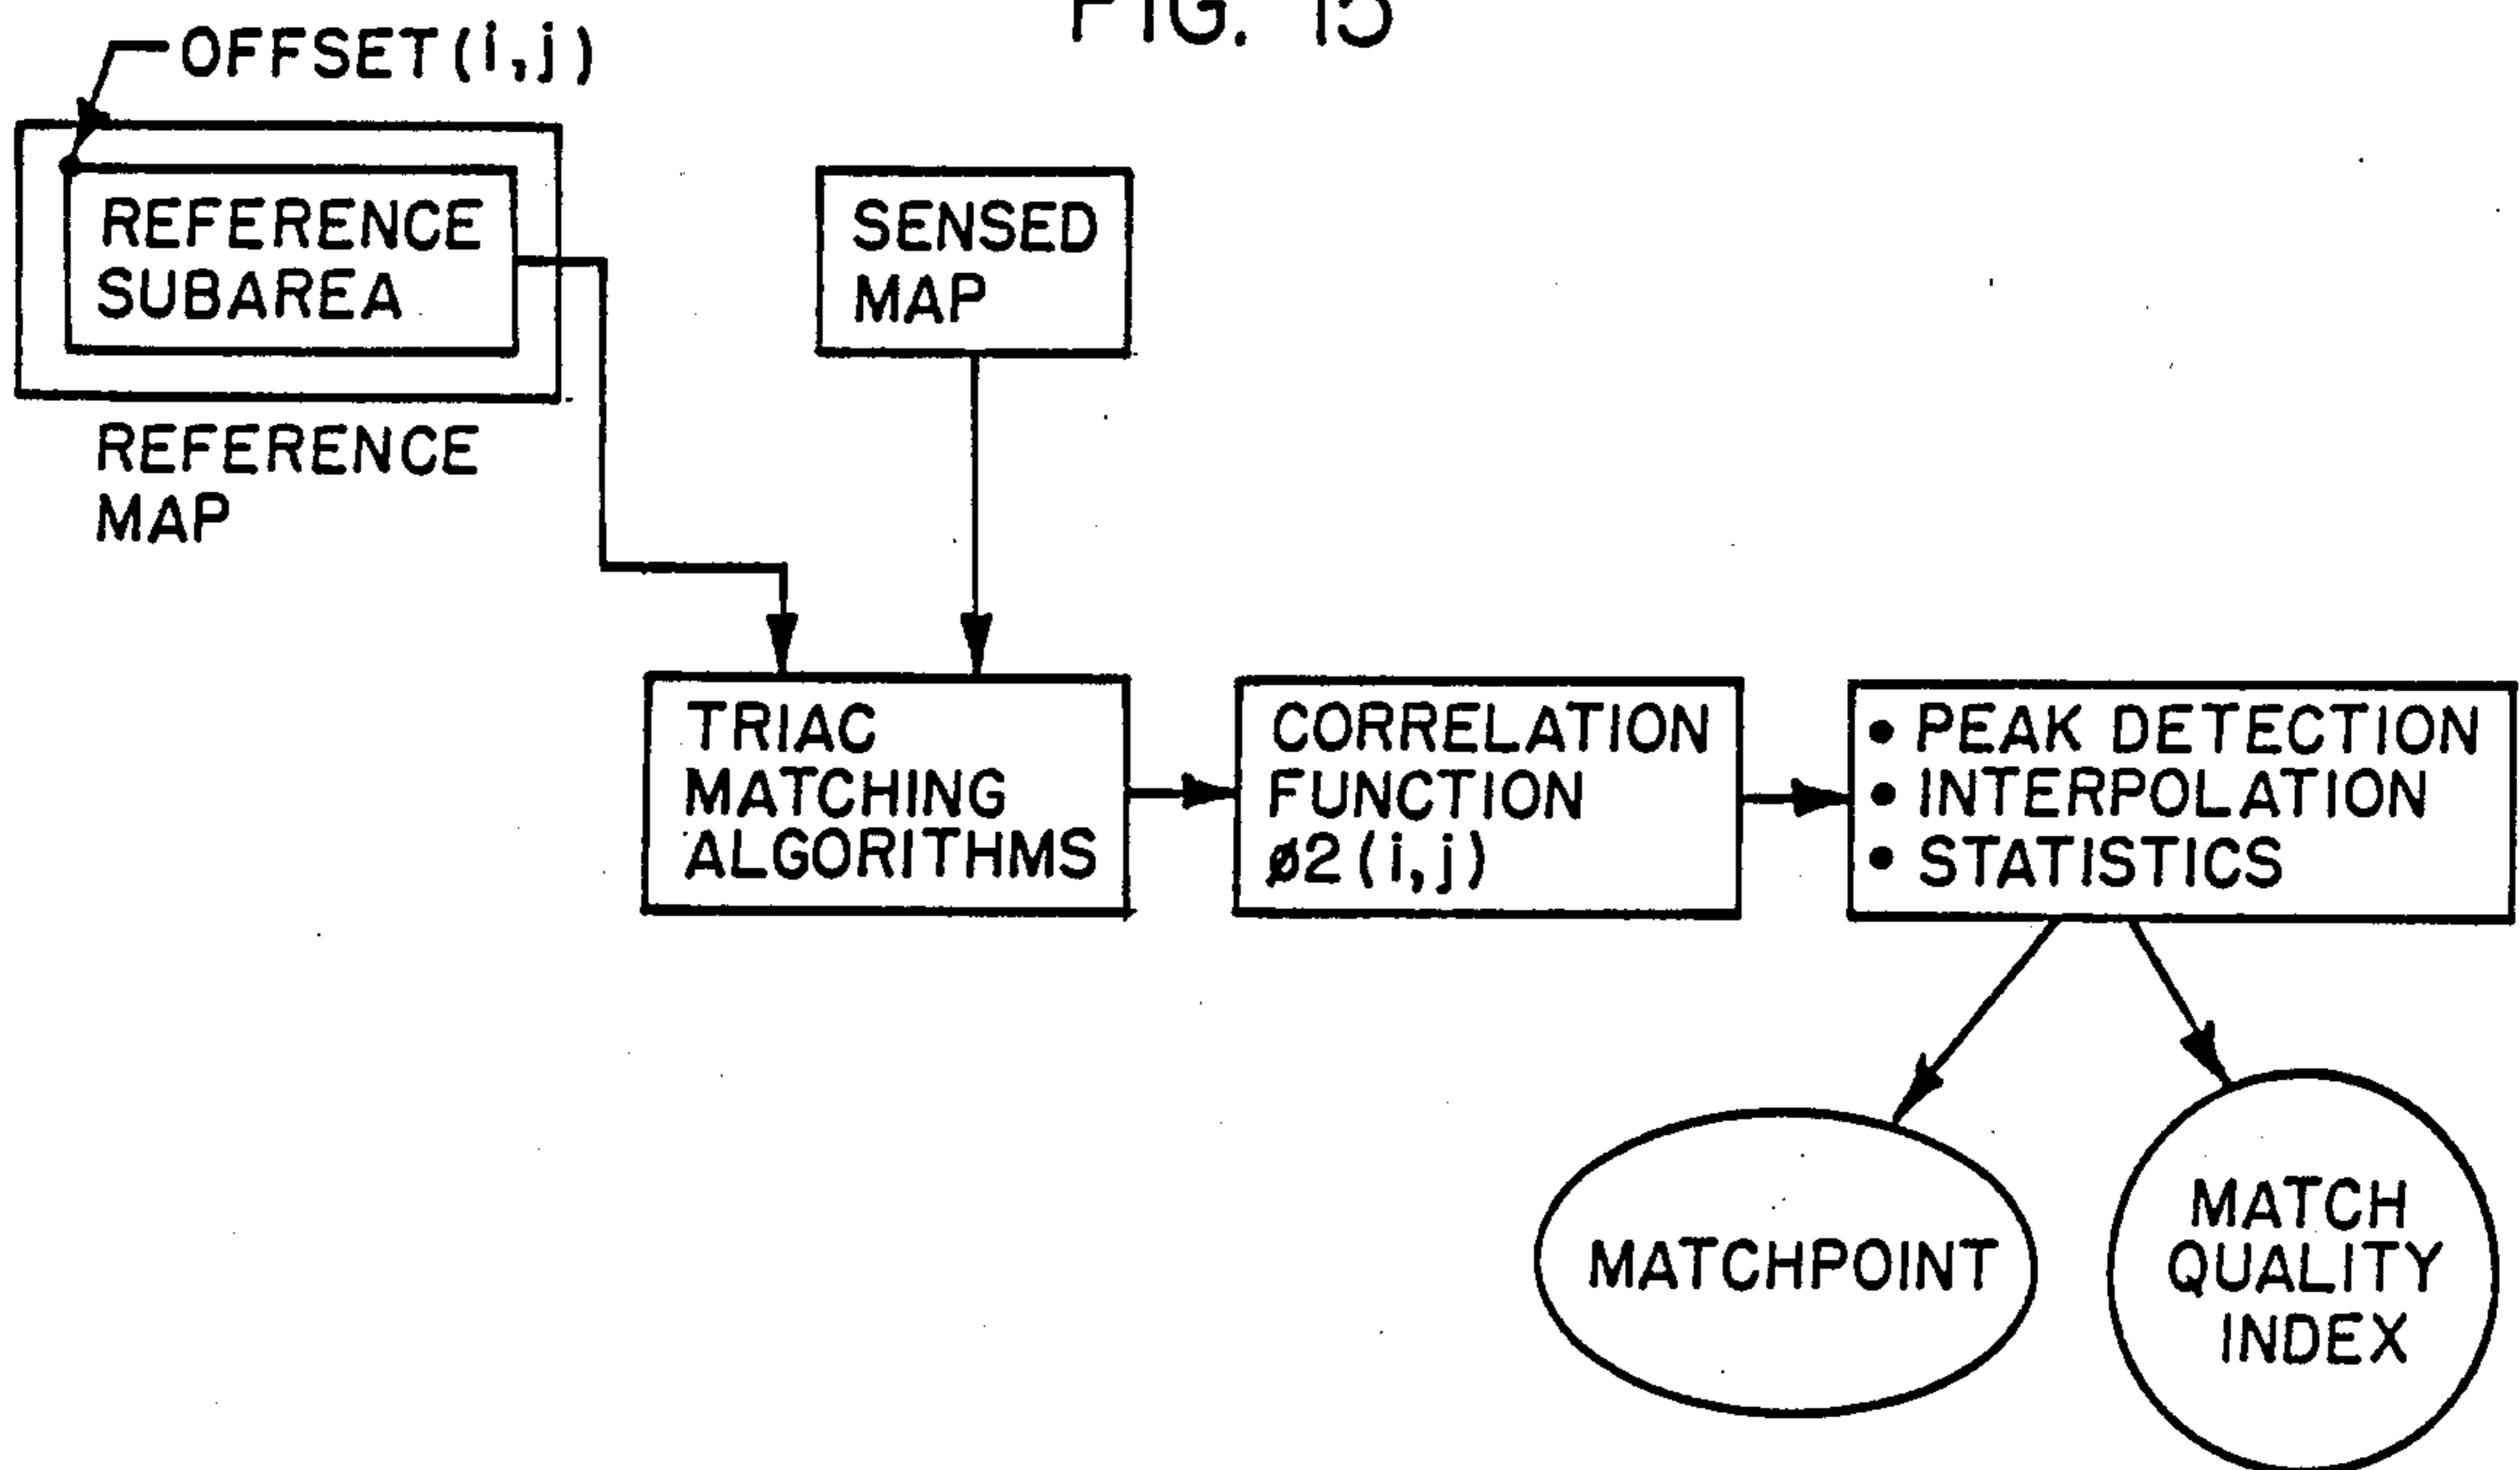 FIG. 15
OFFSET(i,j)
REFERENCE
SUBAREA
REFERENCE
MAP
SENSED
MAP
TRIAC
MATCHING
ALGORITHMS
CORRELATION
FUNCTION
ø2(i,j)
• PEAK DETECTION
• INTERPOLATION
• STATISTICS
MATCHPOINT
MATCH
QUALITY
INDEX